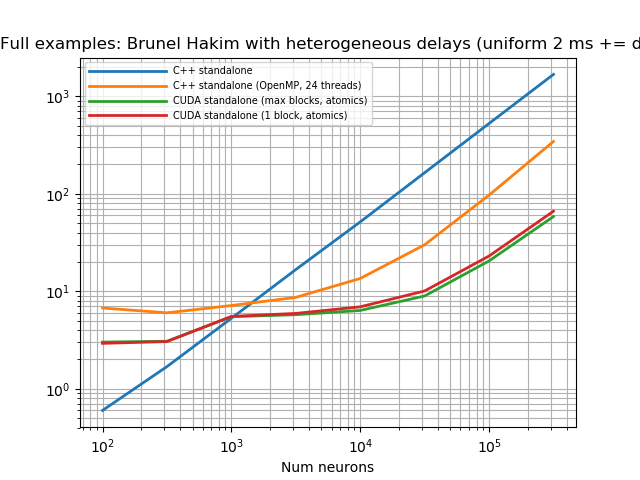 Full examples: Brunel Hakim with heterogeneous delays (uniform 2 ms += d
C++ standalone
C++ standalone (OpenMP, 24 threads)
CUDA standalone (max blocks, atomics)
CUDA standalone (1 block, atomics)
10³
10²
10¹
10⁰
10² 10³ 10⁴ 10⁵
Num neurons